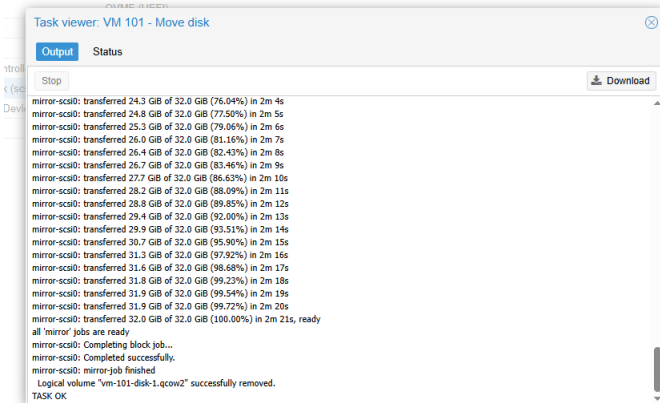 OVMF (UEFI)
Task viewer: VM 101 - Move disk
Output Status
Stop Download
mirror-scsi0: transferred 24.3 GiB of 32.0 GiB (76.04%) in 2m 4s
mirror-scsi0: transferred 24.8 GiB of 32.0 GiB (77.50%) in 2m 5s
mirror-scsi0: transferred 25.3 GiB of 32.0 GiB (79.06%) in 2m 6s
mirror-scsi0: transferred 26.0 GiB of 32.0 GiB (81.16%) in 2m 7s
mirror-scsi0: transferred 26.4 GiB of 32.0 GiB (82.43%) in 2m 8s
mirror-scsi0: transferred 26.7 GiB of 32.0 GiB (83.46%) in 2m 9s
mirror-scsi0: transferred 27.7 GiB of 32.0 GiB (86.63%) in 2m 10s
mirror-scsi0: transferred 28.2 GiB of 32.0 GiB (88.09%) in 2m 11s
mirror-scsi0: transferred 28.8 GiB of 32.0 GiB (89.85%) in 2m 12s
mirror-scsi0: transferred 29.4 GiB of 32.0 GiB (92.00%) in 2m 13s
mirror-scsi0: transferred 29.9 GiB of 32.0 GiB (93.51%) in 2m 14s
mirror-scsi0: transferred 30.7 GiB of 32.0 GiB (95.90%) in 2m 15s
mirror-scsi0: transferred 31.3 GiB of 32.0 GiB (97.92%) in 2m 16s
mirror-scsi0: transferred 31.6 GiB of 32.0 GiB (98.68%) in 2m 17s
mirror-scsi0: transferred 31.8 GiB of 32.0 GiB (99.23%) in 2m 18s
mirror-scsi0: transferred 31.9 GiB of 32.0 GiB (99.54%) in 2m 19s
mirror-scsi0: transferred 31.9 GiB of 32.0 GiB (99.72%) in 2m 20s
mirror-scsi0: transferred 32.0 GiB of 32.0 GiB (100.00%) in 2m 21s, ready
all 'mirror' jobs are ready
mirror-scsi0: Completing block job...
mirror-scsi0: Completed successfully.
mirror-scsi0: mirror-job finished
Logical volume "vm-101-disk-1.qcow2" successfully removed.
TASK OK